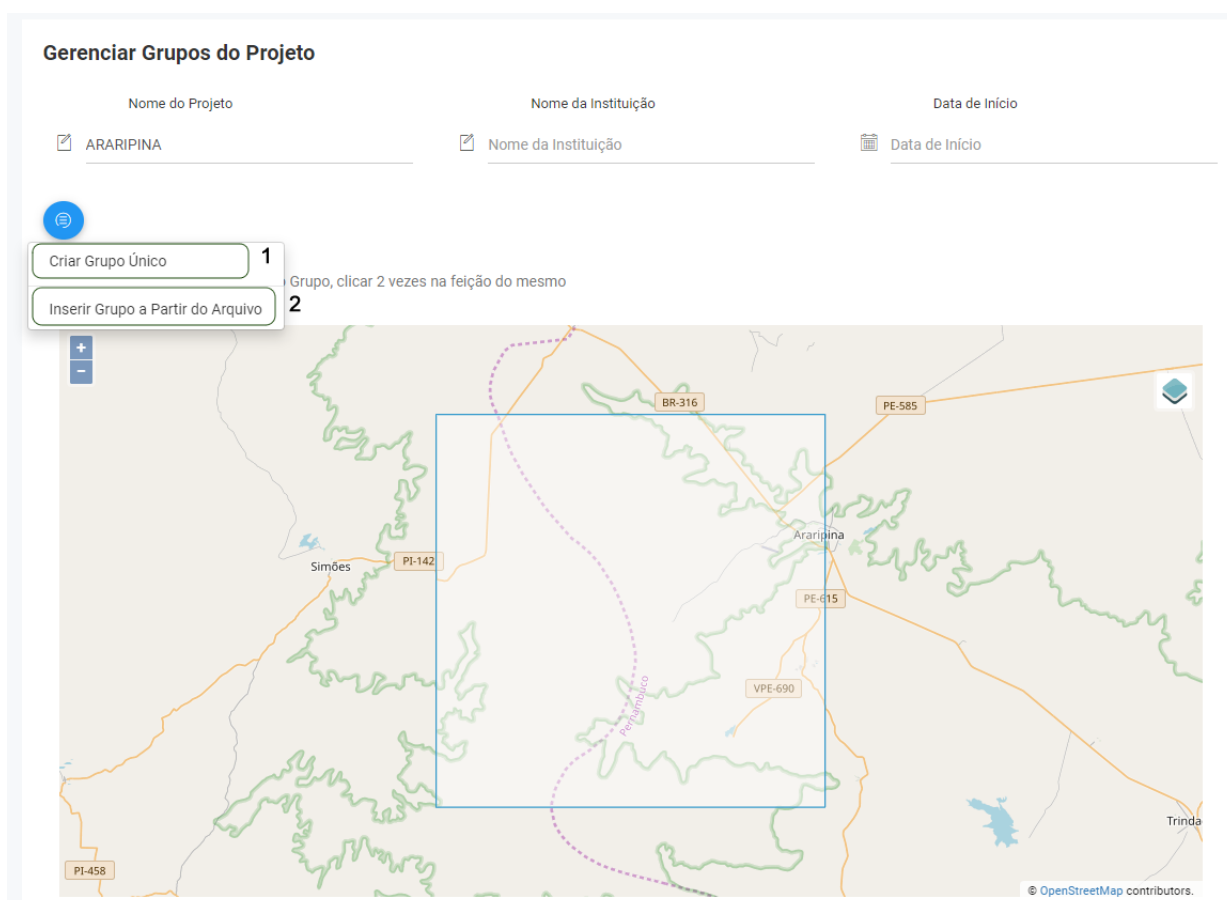 Gerenciar Grupos do Projeto
Nome do Projeto Nome da Instituição Data de Início
ARARIPINA Nome da Instituição Data de Início
Criar Grupo Único 1
Grupo, clicar 2 vezes na feição do mesmo
Inserir Grupo a Partir do Arquivo 2
+
−
BR-316
PE-585
Araripina
PI-142
Simões
PE-615
VPE-690
Pernambuco
Trinda
PI-458
© OpenStreetMap contributors.